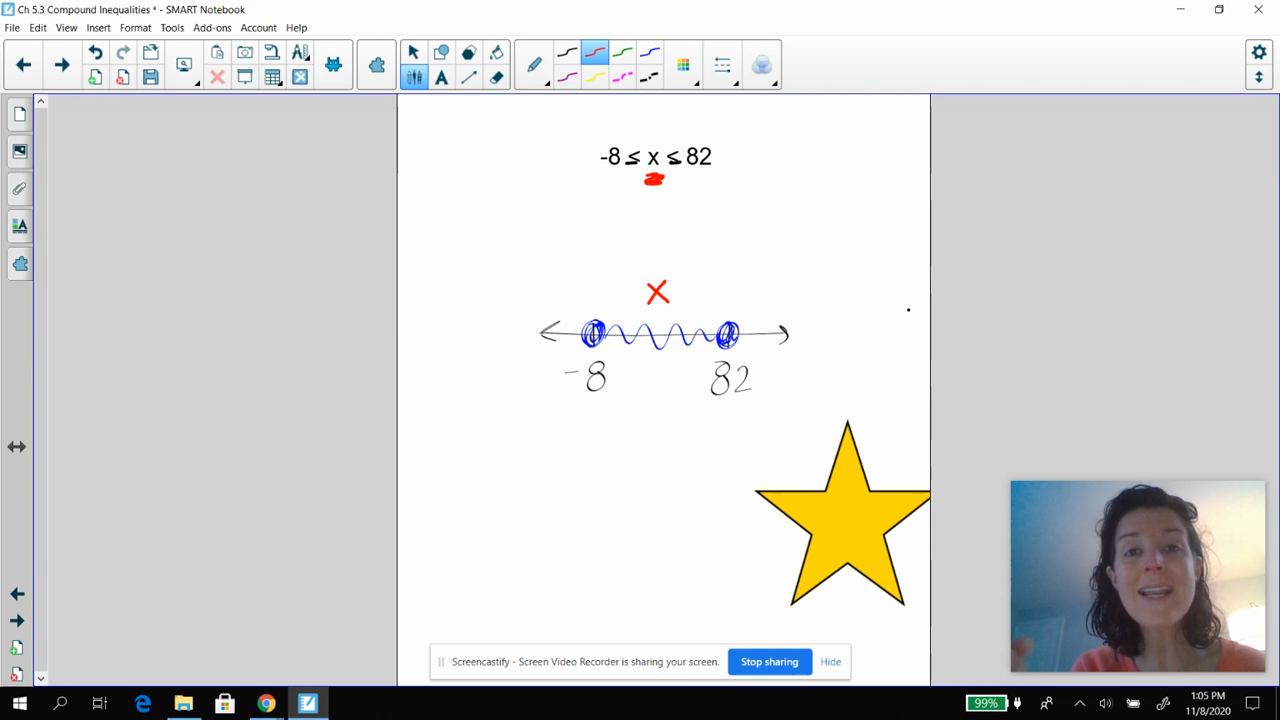 Ch 5.3 Compound Inequalities * - SMART Notebook
File Edit View Insert Format Tools Add-ons Account Help
-8 ≤ x ≤ 82
X
-8 82
Screencastify - Screen Video Recorder is sharing your screen. Stop sharing Hide
99% 1:05 PM
11/8/2020